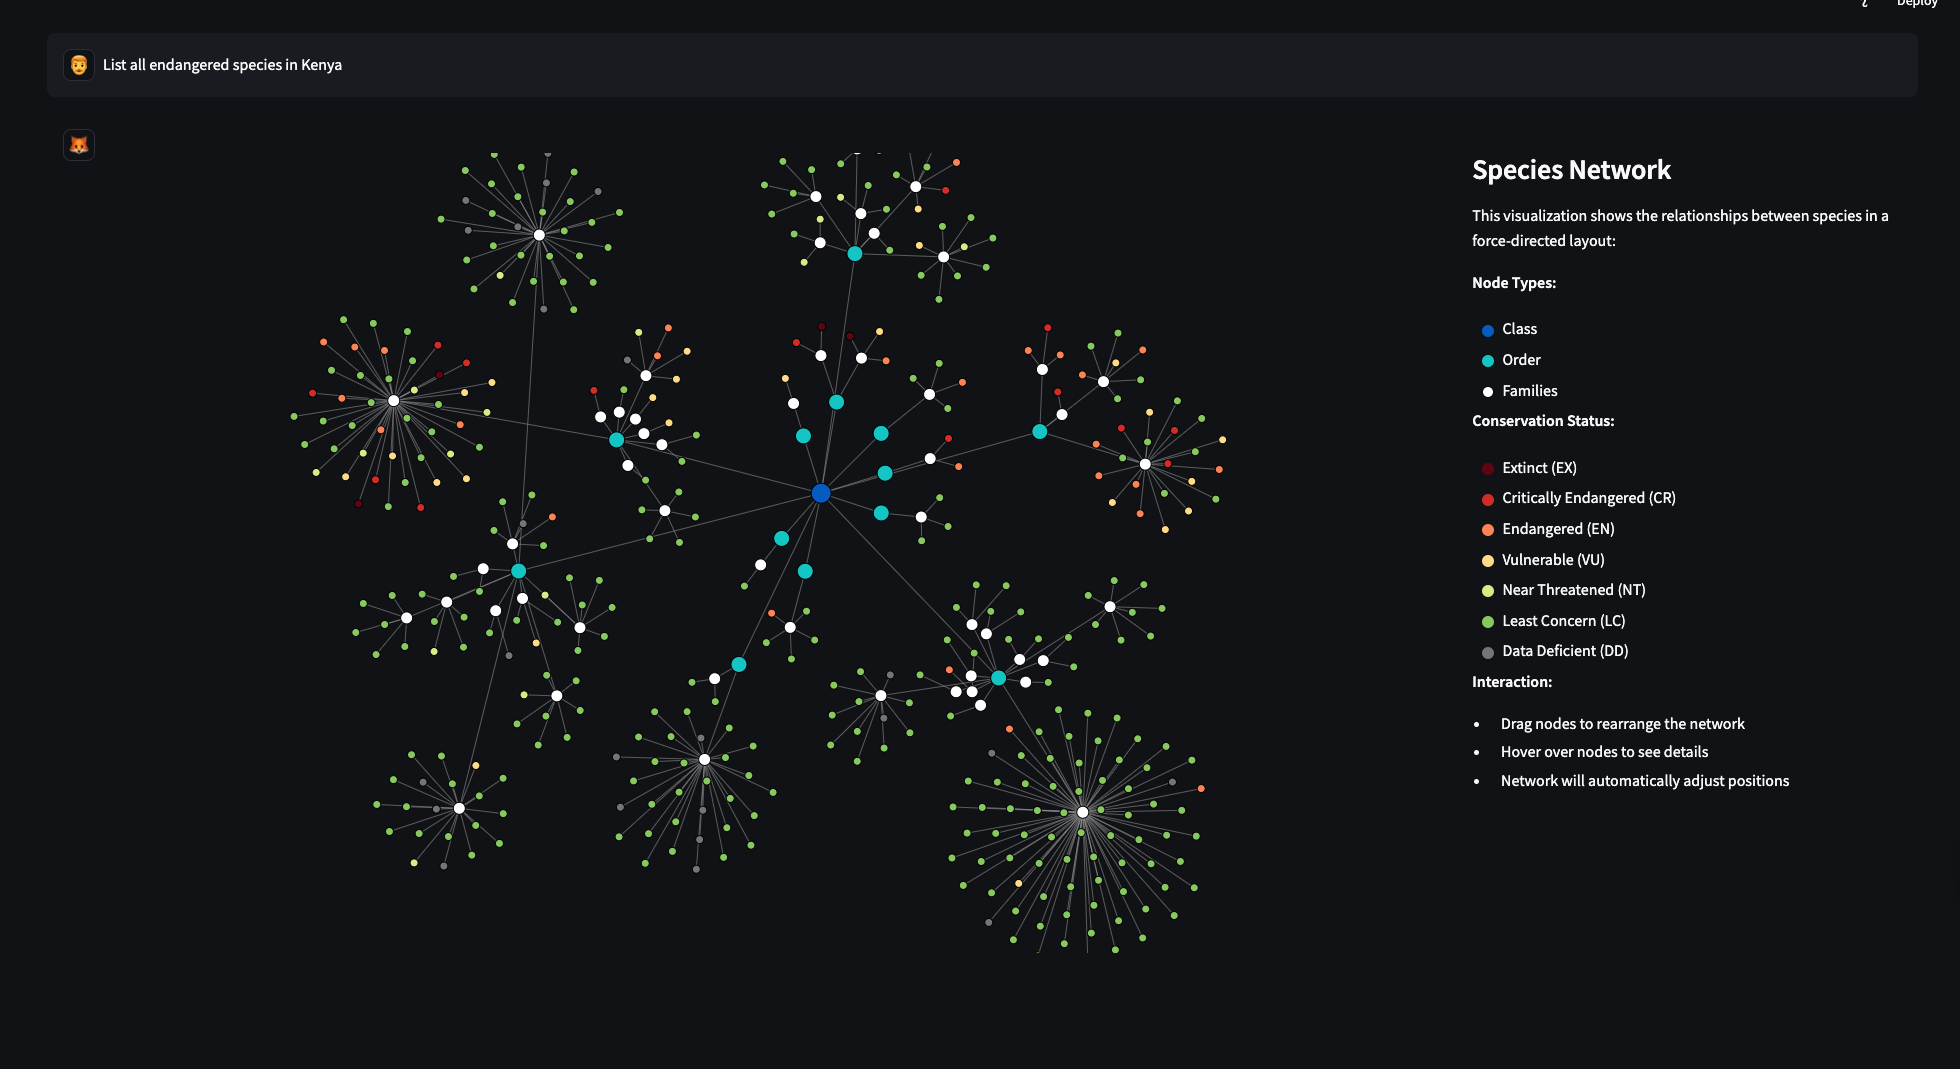 Deploy
List all endangered species in Kenya
Species Network
This visualization shows the relationships between species in a
force-directed layout:
Node Types:
Class
Order
Families
Conservation Status:
Extinct (EX)
Critically Endangered (CR)
Endangered (EN)
Vulnerable (VU)
Near Threatened (NT)
Least Concern (LC)
Data Deficient (DD)
Interaction:
• Drag nodes to rearrange the network
• Hover over nodes to see details
• Network will automatically adjust positions